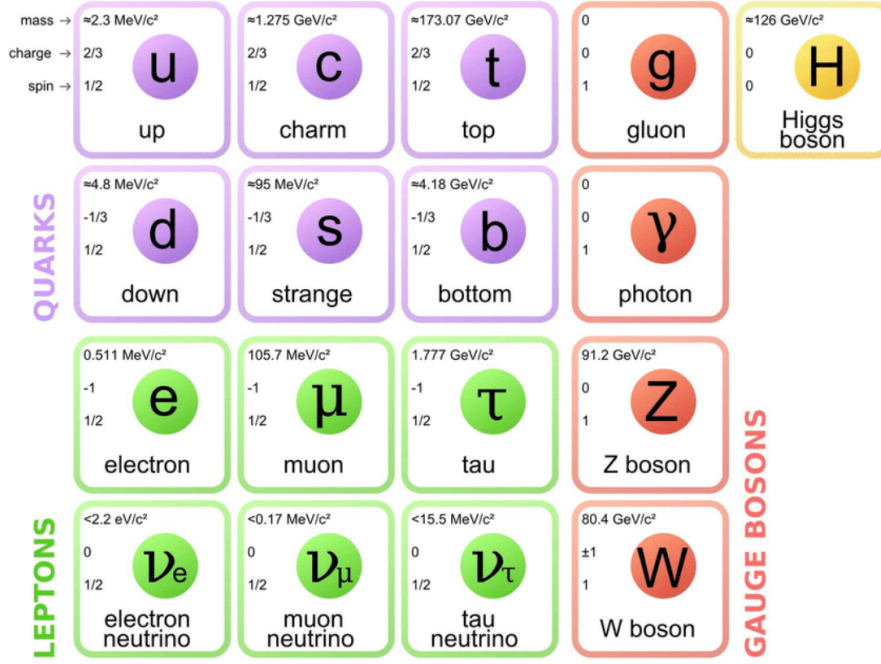 mass → ≈2.3 MeV/c²
charge → 2/3
spin → 1/2
u
up
≈1.275 GeV/c²
2/3
1/2
c
charm
≈173.07 GeV/c²
2/3
1/2
t
top
0
0
1
g
gluon
≈126 GeV/c²
0
0
H
Higgs
boson
QUARKS
≈4.8 MeV/c²
-1/3
1/2
d
down
≈95 MeV/c²
-1/3
1/2
s
strange
≈4.18 GeV/c²
-1/3
1/2
b
bottom
0
0
1
γ
photon
LEPTONS
0.511 MeV/c²
-1
1/2
e
electron
105.7 MeV/c²
-1
1/2
μ
muon
1.777 GeV/c²
-1
1/2
τ
tau
91.2 GeV/c²
0
1
Z
Z boson
GAUGE BOSONS
<2.2 eV/c²
0
1/2
νe
electron
neutrino
<0.17 MeV/c²
0
1/2
νμ
muon
neutrino
<15.5 MeV/c²
0
1/2
ντ
tau
neutrino
80.4 GeV/c²
±1
1
W
W boson